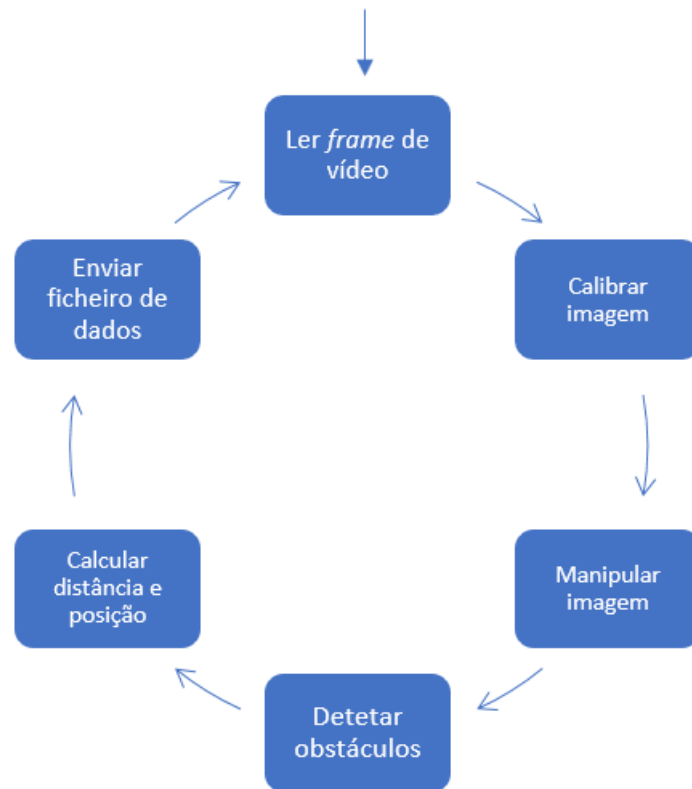 Ler frame de
vídeo
Calibrar
imagem
Manipular
imagem
Detetar
obstáculos
Calcular
distância e
posição
Enviar
ficheiro de
dados